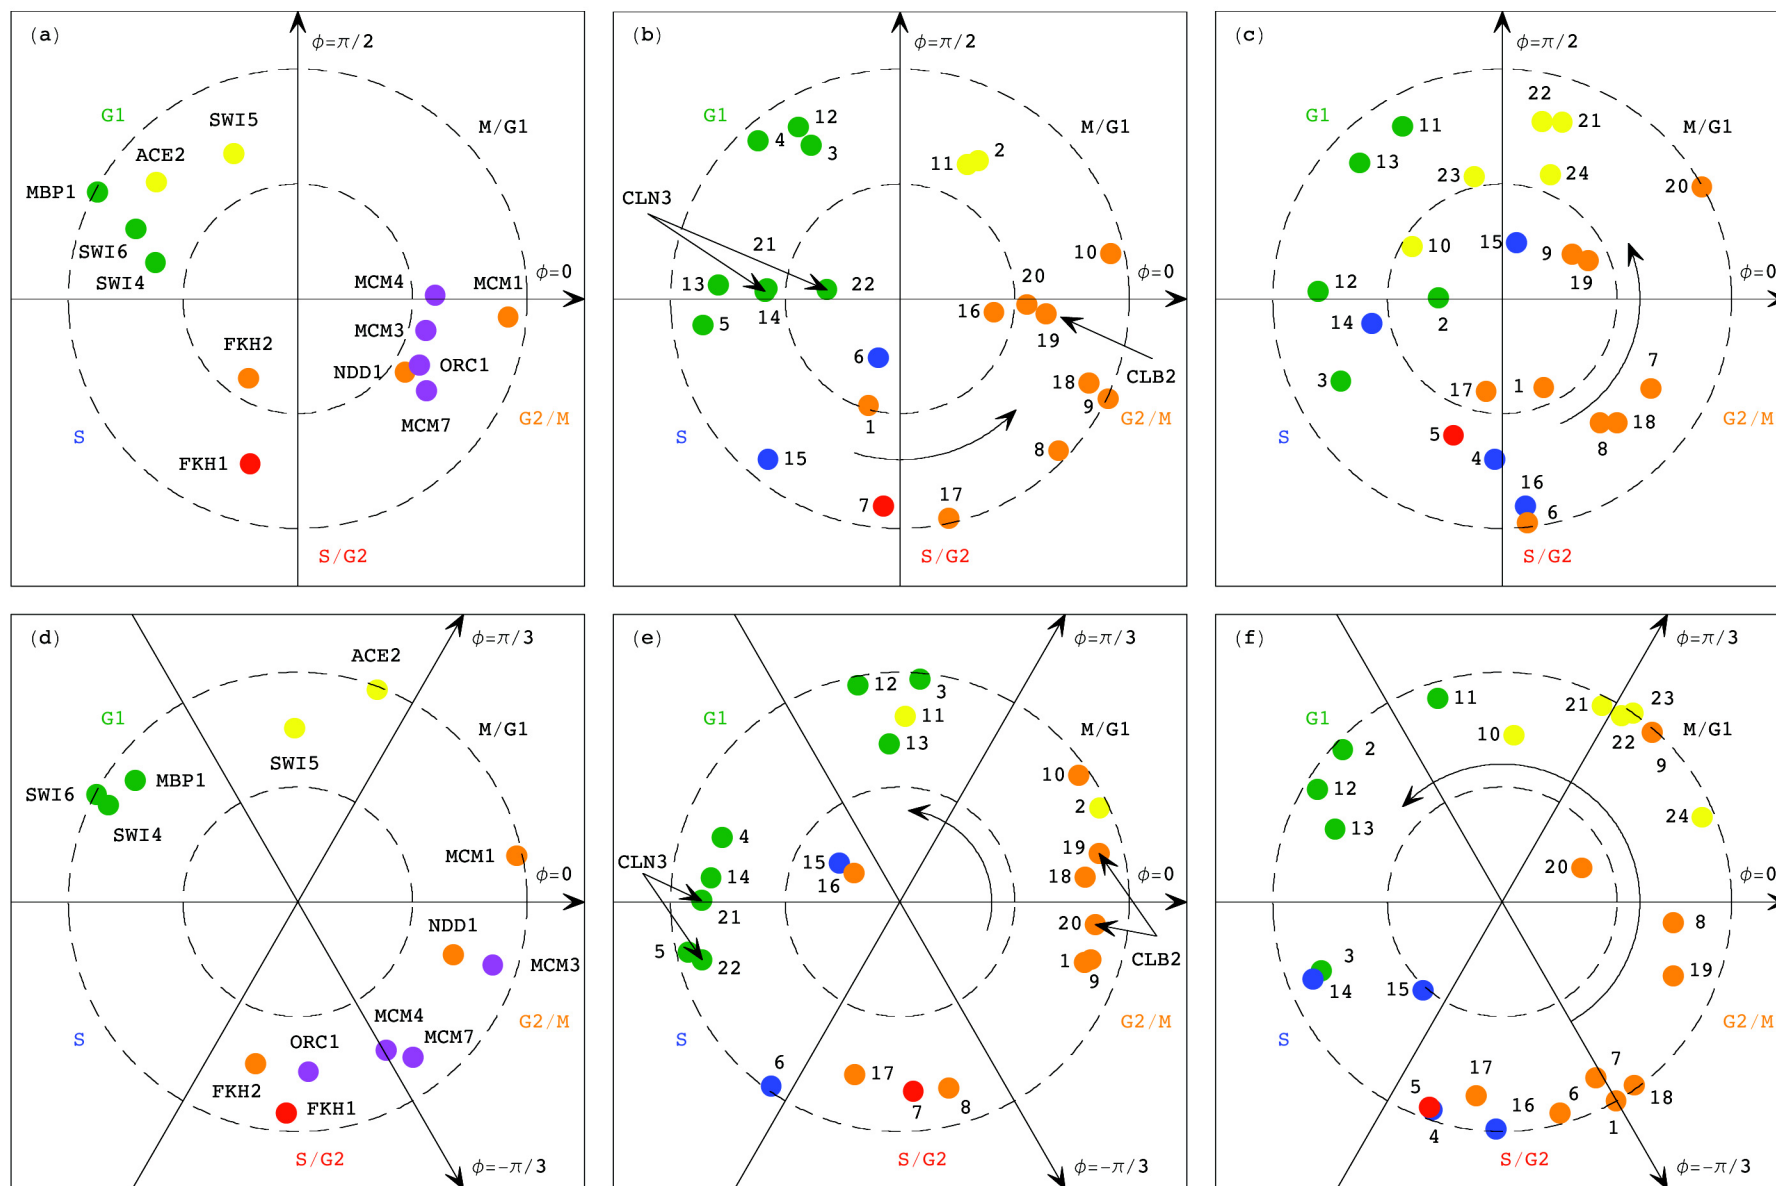 (a)
ϕ=π/2
G1
SWI5
M/G1
ACE2
MBP1
SWI6
SWI4
MCM4
MCM1
ϕ=0
MCM3
FKH2
NDD1
ORC1
MCM7
G2/M
S
FKH1
S/G2
(b)
ϕ=π/2
G1
12
4
3
M/G1
11
2
CLN3
21
10
ϕ=0
13
22
20
14
16
5
19
6
CLB2
18
9
G2/M
1
S
15
8
7
17
S/G2
(c)
ϕ=π/2
22
G1
11
21
M/G1
13
23
24
20
10
15
9
19
ϕ=0
12
2
14
3
17
1
7
G2/M
5
18
8
S
4
16
6
S/G2
(d)
ϕ=π/3
ACE2
G1
M/G1
SWI5
SWI6
MBP1
SWI4
MCM1
ϕ=0
NDD1
MCM3
MCM4
G2/M
MCM7
S
ORC1
FKH2
FKH1
S/G2
ϕ=-π/3
(e)
ϕ=π/3
12
3
G1
11
M/G1
13
10
2
4
19
CLN3
15
16
18
14
ϕ=0
21
20
5
22
1
9
CLB2
G2/M
S
6
17
7
8
S/G2
ϕ=-π/3
(f)
ϕ=π/3
11
21
23
G1
M/G1
10
22
2
9
12
24
13
20
ϕ=0
8
3
14
15
19
G2/M
S
7
5
17
6
18
16
4
1
S/G2
ϕ=-π/3